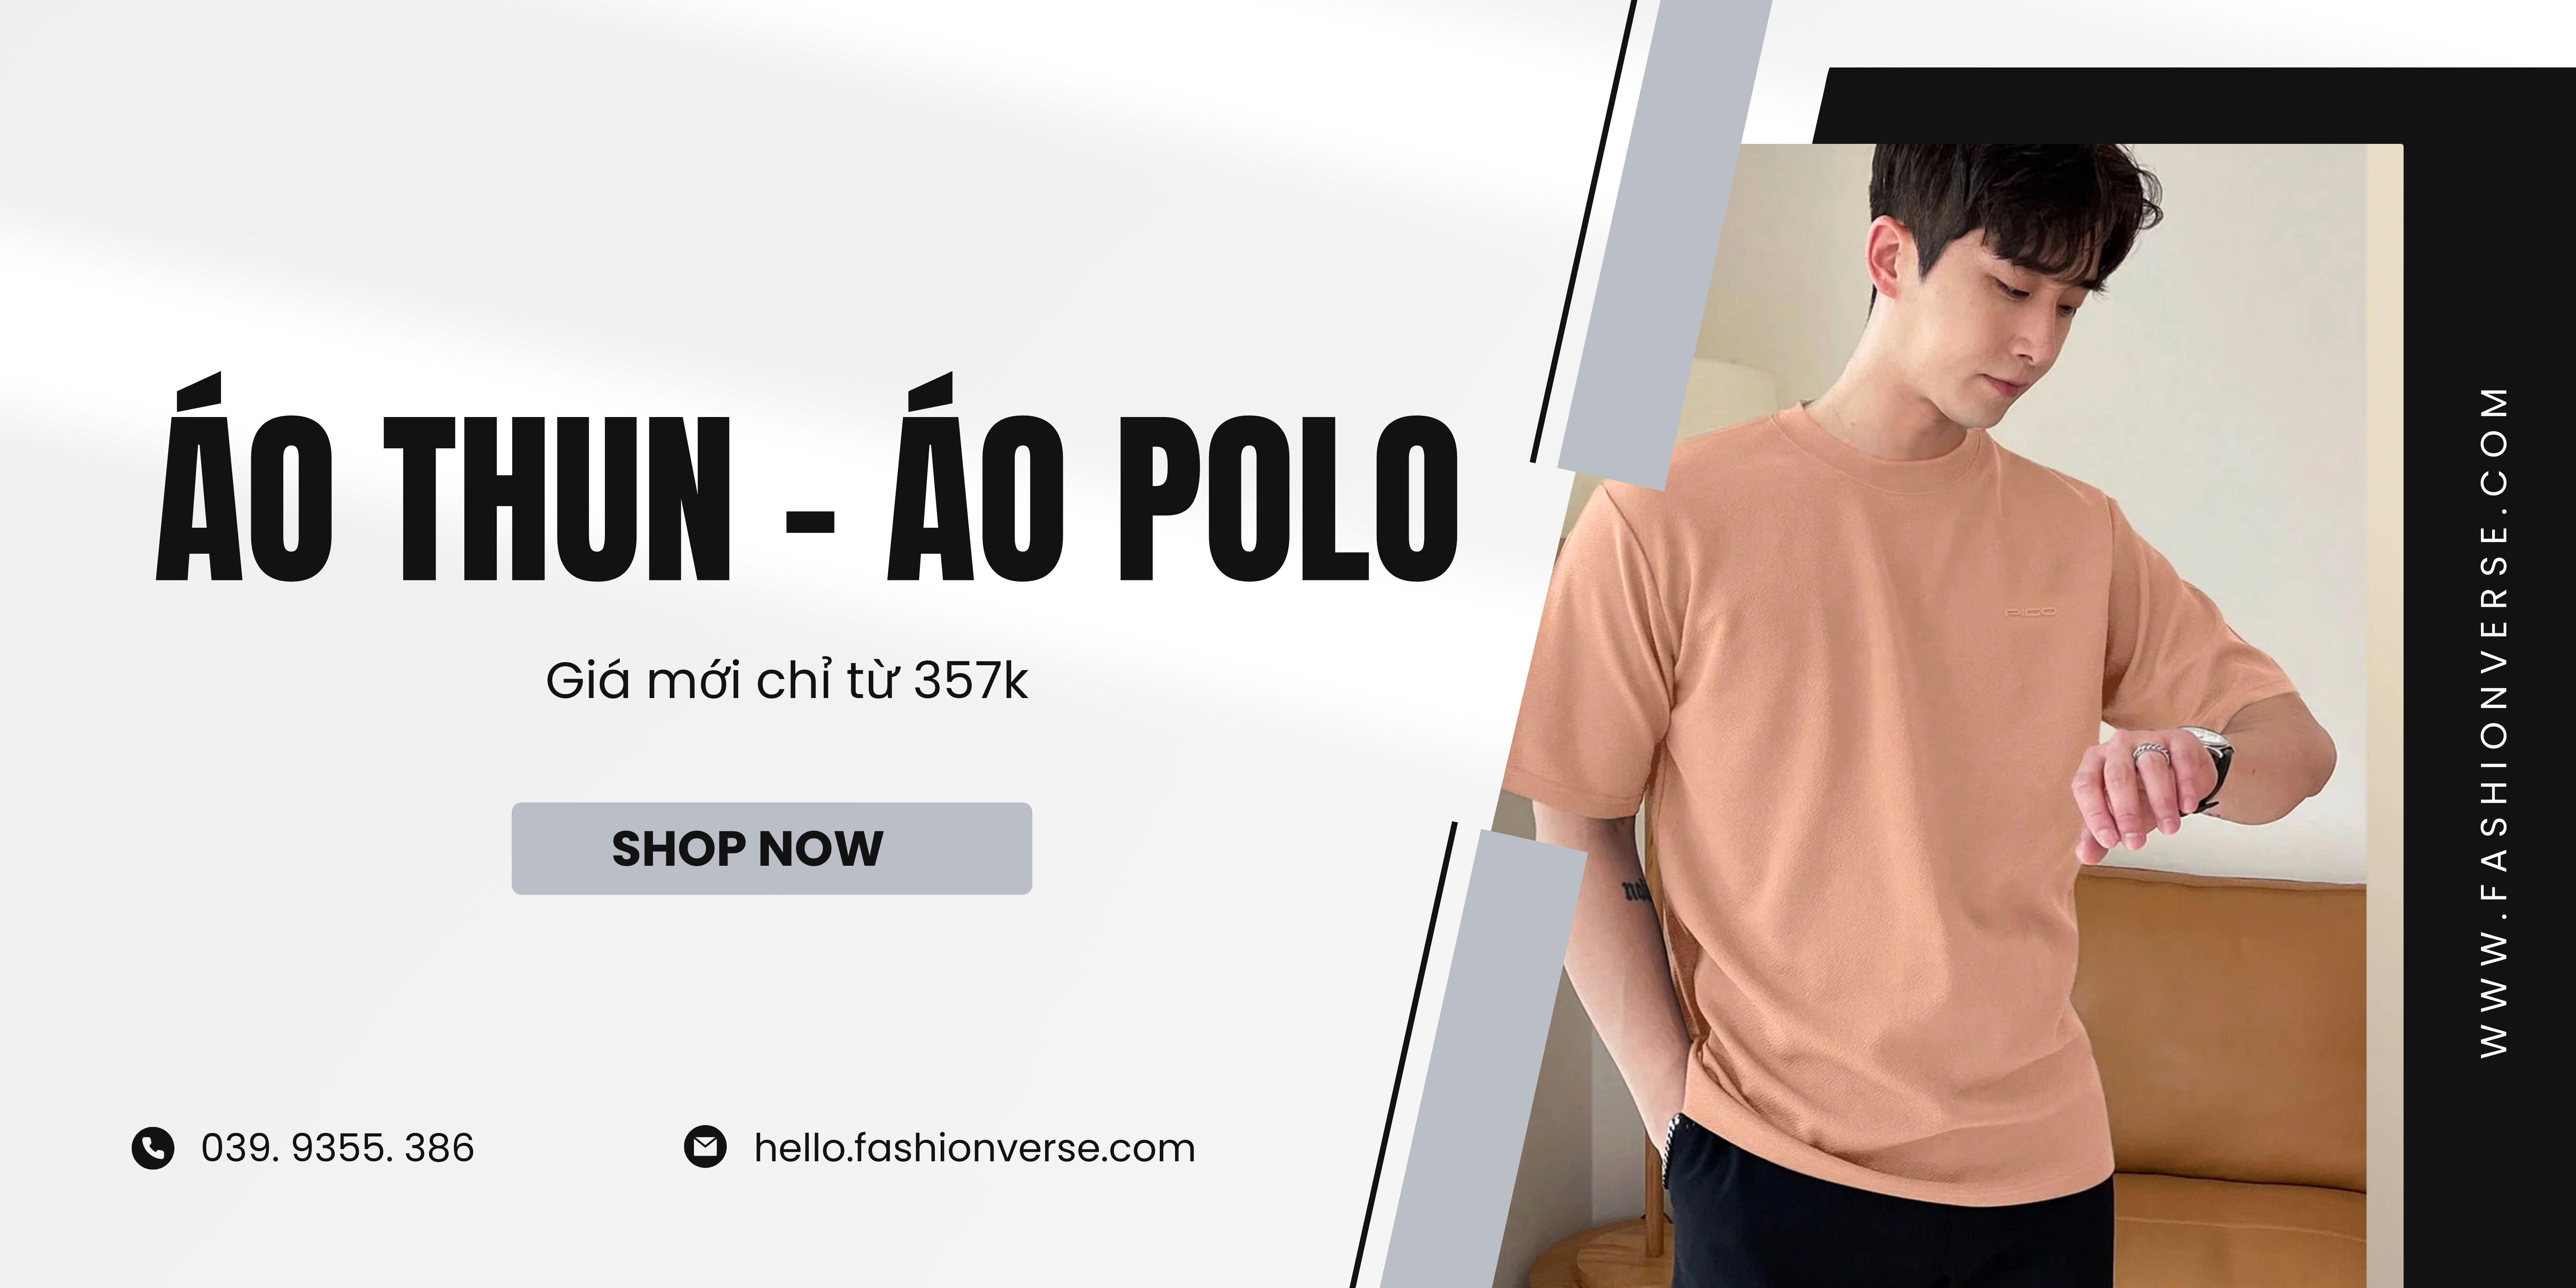 ÁO THUN - ÁO POLO
Giá mới chỉ từ 357k
SHOP NOW
039. 9355. 386
hello.fashionverse.com
WWW.FASHIONVERSE.COM